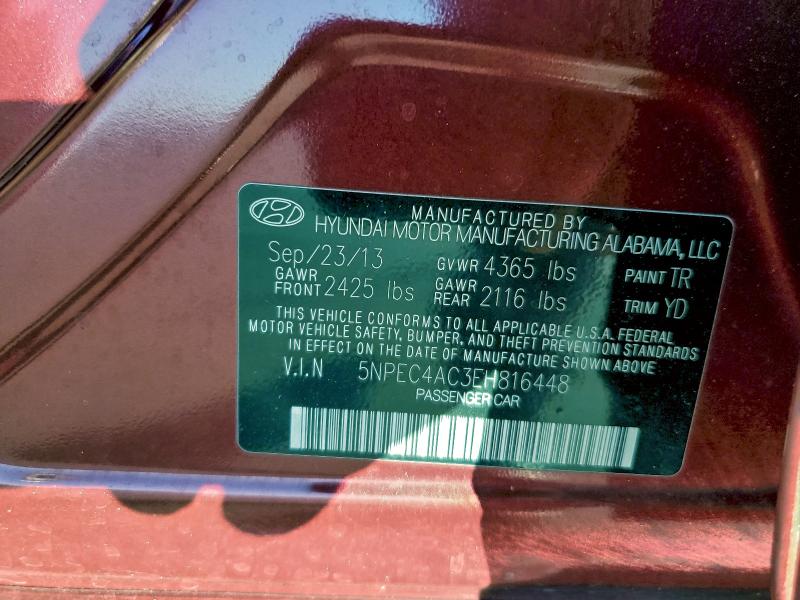 MANUFACTURED BY
HYUNDAI MOTOR MANUFACTURING ALABAMA, LLC
Sep/23/13 GVWR 4365 lbs PAINT TR
GAWR FRONT 2425 lbs GAWR REAR 2116 lbs TRIM YD
THIS VEHICLE CONFORMS TO ALL APPLICABLE U.S.A. FEDERAL
MOTOR VEHICLE SAFETY, BUMPER, AND THEFT PREVENTION STANDARDS
IN EFFECT ON THE DATE OF MANUFACTURE SHOWN ABOVE
V.I.N 5NPEC4AC3EH816448
PASSENGER CAR